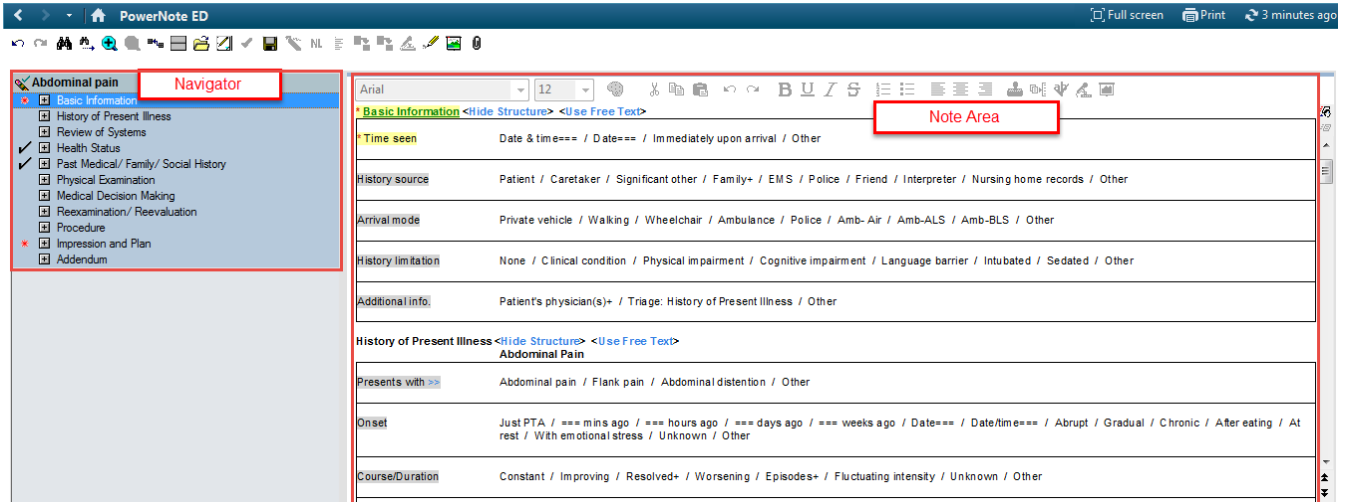 PowerNote ED Full screen Print 3 minutes ago
NL
Abdominal pain
Navigator
Basic Information
History of Present Illness
Review of Systems
Health Status
Past Medical/ Family/ Social History
Physical Examination
Medical Decision Making
Reexamination/ Reevaluation
Procedure
Impression and Plan
Addendum
Arial 12 B U I S
Note Area
* Basic Information <Hide Structure> <Use Free Text>
* Time seen Date & time=== / Date=== / Immediately upon arrival / Other
History source Patient / Caretaker / Significant other / Family+ / EMS / Police / Friend / Interpreter / Nursing home records / Other
Arrival mode Private vehicle / Walking / Wheelchair / Ambulance / Police / Amb- Air / Amb-ALS / Amb-BLS / Other
History limitation None / Clinical condition / Physical impairment / Cognitive impairment / Language barrier / Intubated / Sedated / Other
Additional info. Patient's physician(s)+ / Triage: History of Present Illness / Other
History of Present Illness <Hide Structure> <Use Free Text>
Abdominal Pain
Presents with >> Abdominal pain / Flank pain / Abdominal distention / Other
Onset Just PTA / === mins ago / === hours ago / === days ago / === weeks ago / Date=== / Date/time=== / Abrupt / Gradual / Chronic / After eating / At
rest / With emotional stress / Unknown / Other
Course/Duration Constant / Improving / Resolved+ / Worsening / Episodes+ / Fluctuating intensity / Unknown / Other